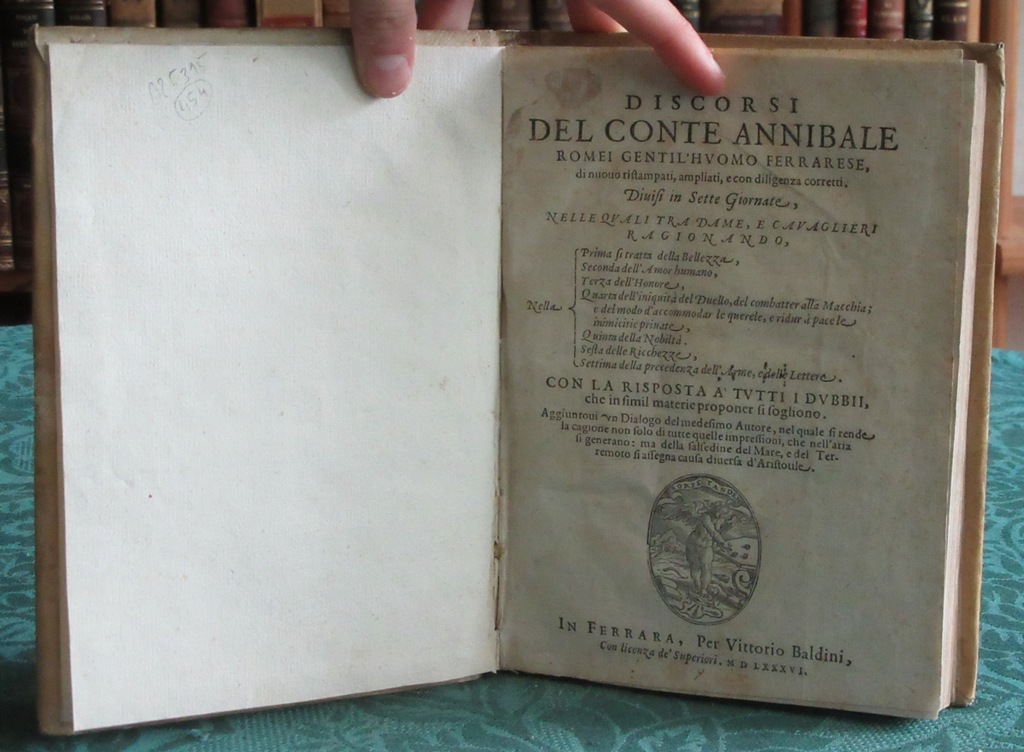 454
DISCORSI
DEL CONTE ANNIBALE
ROMEI GENTIL'HVOMO FERRARESE,
di nuouo ristampati, ampliati, e con diligenza corretti.
Diuisi in Sette Giornate,
NELLE QVALI TRA DAME, E CAVAGLIERI
RAGIONANDO,
Nella
Prima si tratta della Bellezza,
Seconda dell'Amor humano,
Terza dell'Honore,
Quarta dell'iniquità del Duello, del combatter alla Macchia;
e del modo d'accommodar le querele, e ridur à pace le
inimicitie priuate,
Quinta della Nobiltà.
Sesta delle Ricchezze,
Settima della precedenza dell'Arme, e delle Lettere.
CON LA RISPOSTA A' TVTTI I DVBBII,
che in simil materie proponer si sogliono.
Aggiuntoui vn Dialogo del medesimo Autore, nel quale si rende
la cagione non solo di tutte quelle impressioni, che nell'aria
si generano: ma della salsedine del Mare, e del Ter-
remoto si assegna causa diuersa d'Aristotile.
IN FERRARA, Per Vittorio Baldini,
Con licenza de' Superiori. MDLXXXVI.